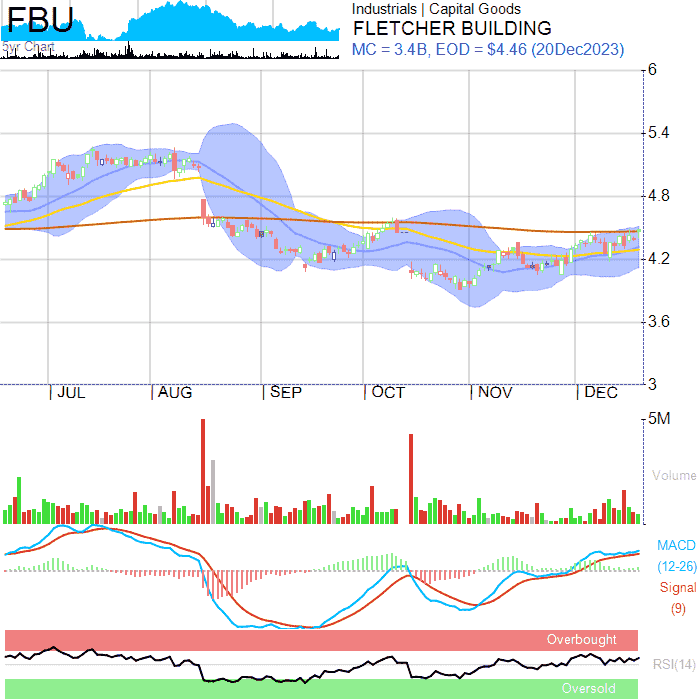 FBU
5yr Chart
Industrials | Capital Goods
FLETCHER BUILDING
MC = 3.4B, EOD = $4.46 (20Dec2023)
6
5.4
4.8
4.2
3.6
3
| JUL | AUG | SEP | OCT | NOV | DEC
5M
Volume
MACD
(12-26)
Signal
(9)
Overbought
RSI(14)
Oversold